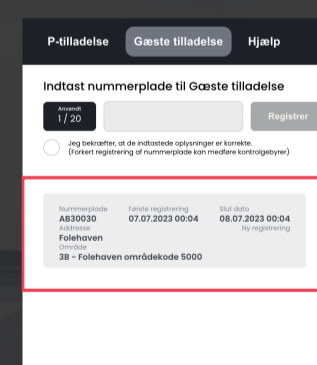 P-tilladelse Gæste tilladelse Hjælp
Indtast nummerplade til Gæste tilladelse
Anvendt
1 / 20
Registrer
Jeg bekræfter, at de indtastede oplysninger er korrekte.
(Forkert registrering af nummerplade kan medføre kontrolgebyrer)
Nummerplade Første registrering Slut dato
AB30030 07.07.2023 00:04 08.07.2023 00:04
Addresse Ny registrering
Folehaven
Område
3B - Folehaven områdekode 5000